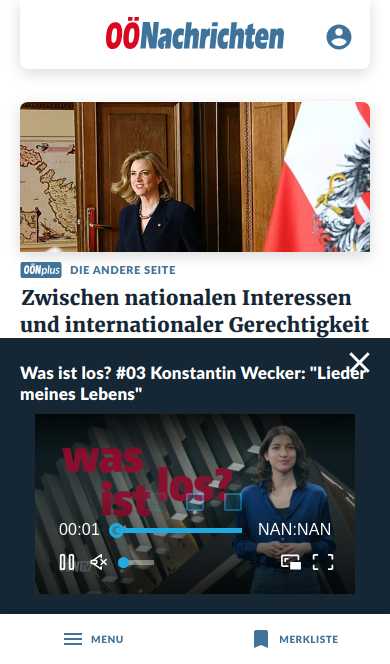 OÖNachrichten
OÖNplus DIE ANDERE SEITE
Zwischen nationalen Interessen
und internationaler Gerechtigkeit
Was ist los? #03 Konstantin Wecker: "Lieder
meines Lebens"
was
ist los?
00:01 NAN:NAN
MENU MERKLISTE